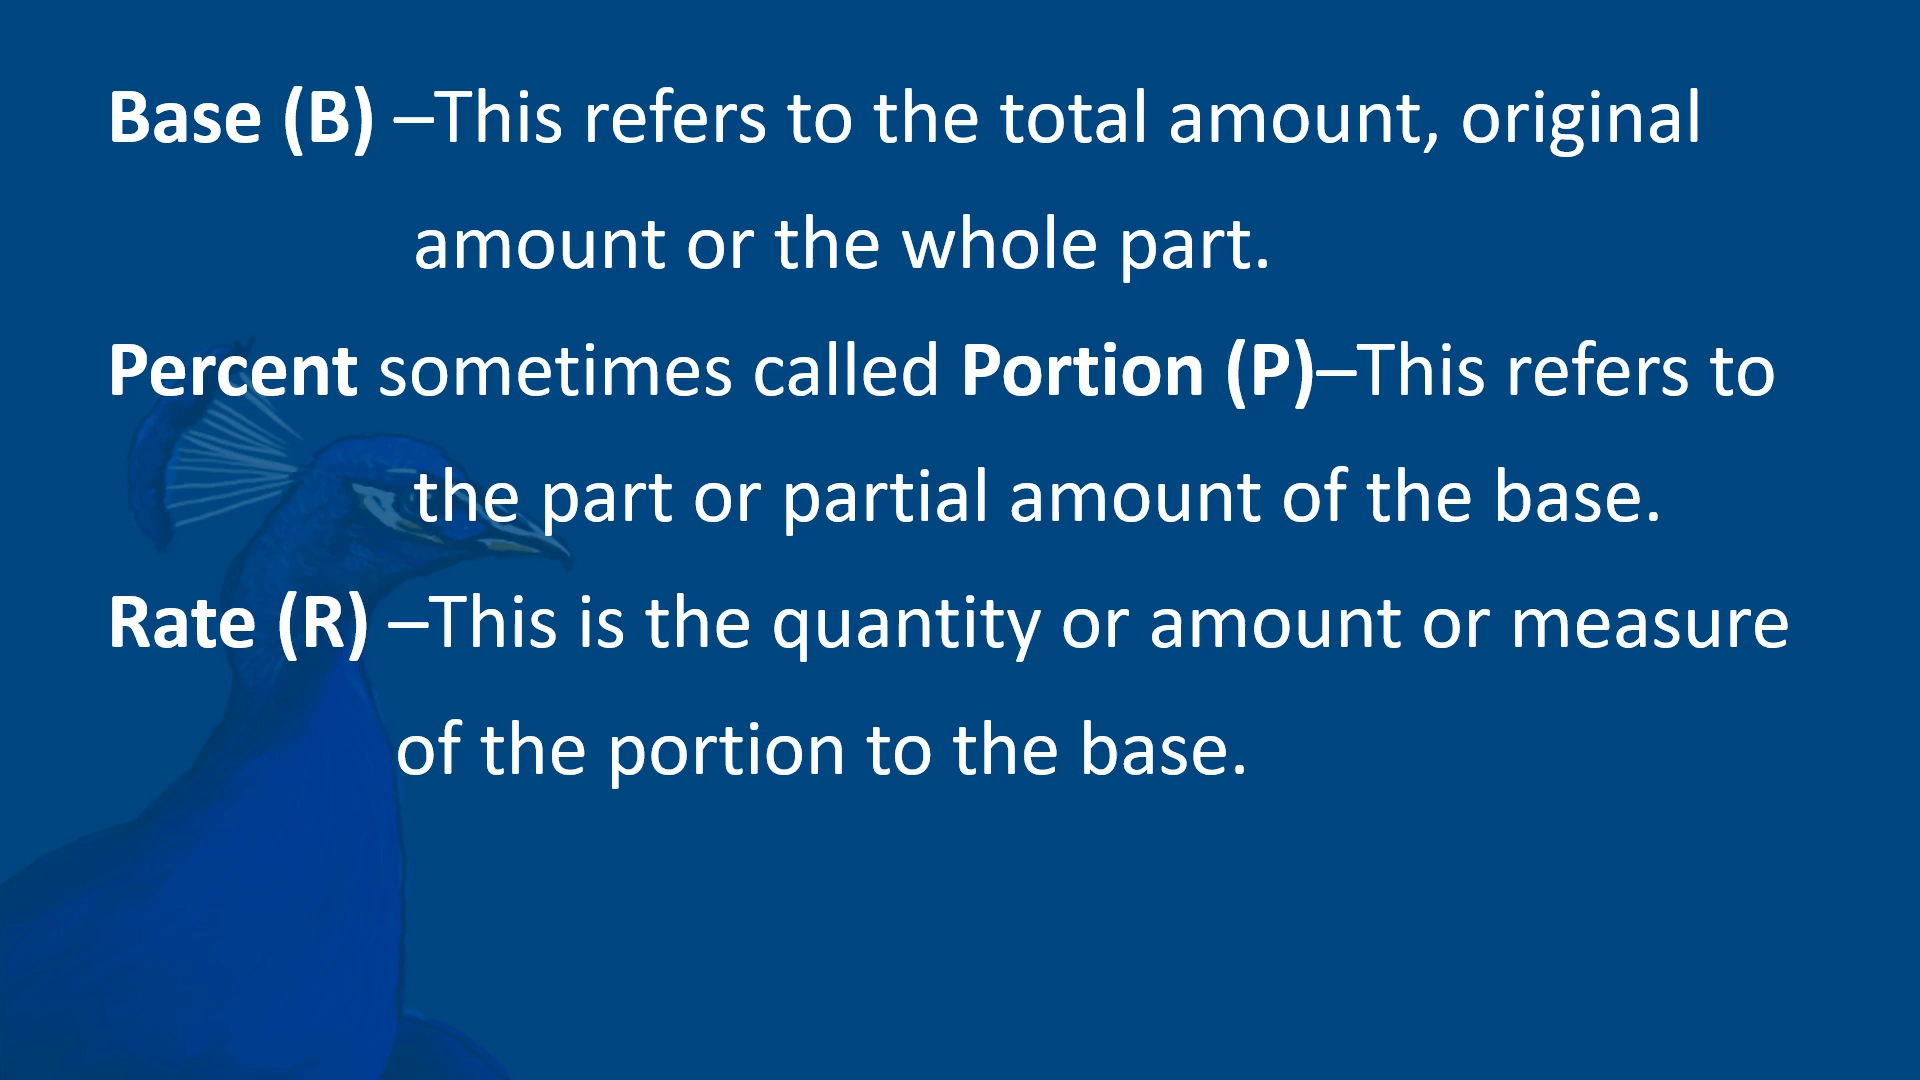 Base (B) –This refers to the total amount, original
amount or the whole part.
Percent sometimes called Portion (P)–This refers to
the part or partial amount of the base.
Rate (R) –This is the quantity or amount or measure
of the portion to the base.